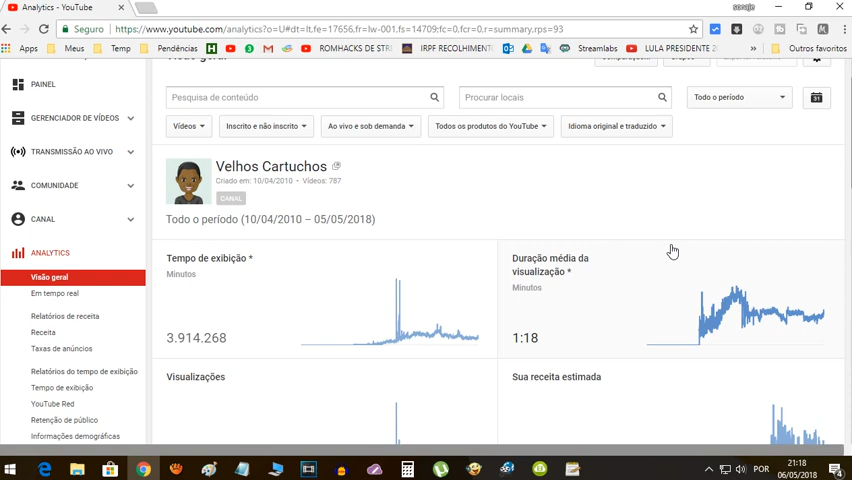 Analytics - YouTube
sonaje
Seguro
https://www.youtube.com/analytics?o=U#dt=lt,fe=17656,fr=lw-001,fs=14709:fc=0,fcr=0,r=summary,rps=93
Apps
Meus
Temp
Pendências
ROMHACKS DE STR
IRPF RECOLHIMENTO
Streamlabs
LULA PRESIDENTE 2
Outros favoritos
Visão geral
PAINEL
GERENCIADOR DE VÍDEOS
TRANSMISSÃO AO VIVO
COMUNIDADE
CANAL
ANALYTICS
Visão geral
Em tempo real
Relatórios de receita
Receita
Taxas de anúncios
Relatórios do tempo de exibição
Tempo de exibição
YouTube Red
Retenção de público
Informações demográficas
Pesquisa de conteúdo
Procurar locais
Todo o período
31
Vídeos
Inscrito e não inscrito
Ao vivo e sob demanda
Todos os produtos do YouTube
Idioma original e traduzido
Velhos Cartuchos
Criado em: 10/04/2010 • Vídeos: 787
CANAL
Todo o período (10/04/2010 – 05/05/2018)
Tempo de exibição *
Minutos
3.914.268
Duração média da
visualização *
Minutos
1:18
Visualizações
Sua receita estimada
POR
21:18
06/05/2018
4